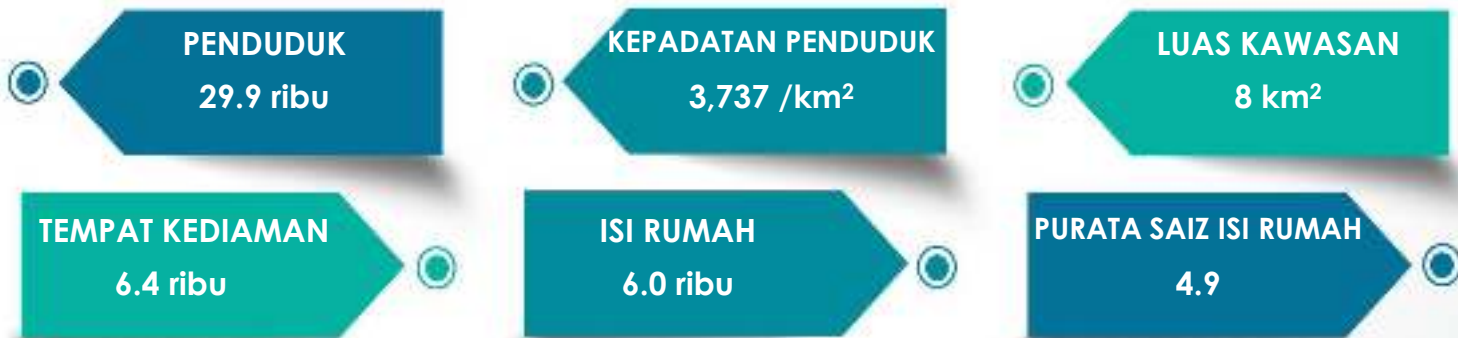 PENDUDUK
29.9 ribu
KEPADATAN PENDUDUK
3,737 /km²
LUAS KAWASAN
8 km²
TEMPAT KEDIAMAN
6.4 ribu
ISI RUMAH
6.0 ribu
PURATA SAIZ ISI RUMAH
4.9